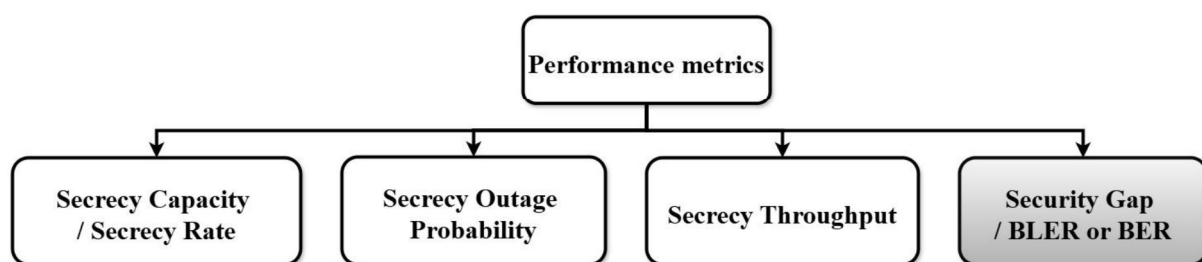 Performance metrics
Secrecy Capacity
/ Secrecy Rate
Secrecy Outage
Probability
Secrecy Throughput
Security Gap
/ BLER or BER